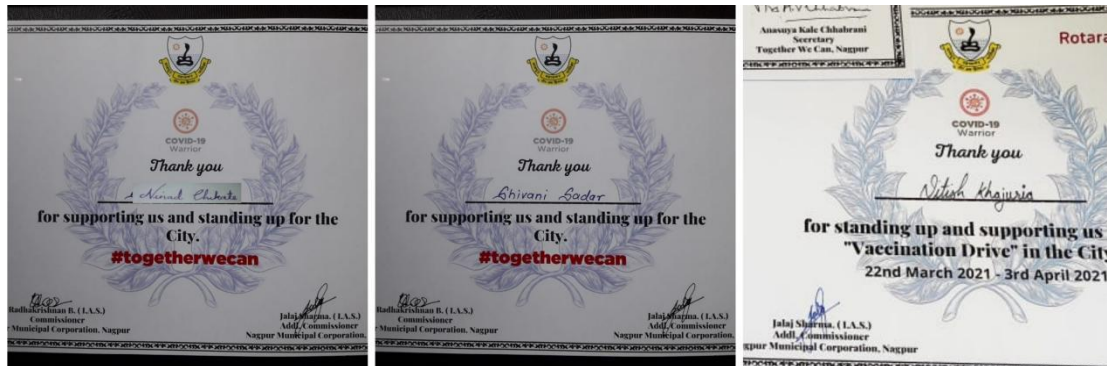 COVID-19
Warrior
Thank you
Ninad Chikate
for supporting us and standing up for the
City.
#togetherwecan
Radhakrishnan B. ( I.A.S.)
Commissioner
Municipal Corporation, Nagpur
Jalaj Sharma. ( I.A.S.)
Addl. Commissioner
Nagpur Municipal Corporation,
COVID-19
Warrior
Thank you
Shivani Sadar
for supporting us and standing up for the
City.
#togetherwecan
Radhakrishnan B. ( I.A.S.)
Commissioner
Municipal Corporation, Nagpur
Jalaj Sharma. ( I.A.S.)
Addl. Commissioner
Nagpur Municipal Corporation,
Anasuya Kale Chhabrani
Secretary
Together We Can, Nagpur
Rotara
COVID-19
Warrior
Thank you
Nitish Khajuria
for standing up and supporting us
"Vaccination Drive" in the City
22nd March 2021 - 3rd April 2021
Jalaj Sharma. ( I.A.S.)
Addl. Commissioner
gpur Municipal Corporation, Nagpur